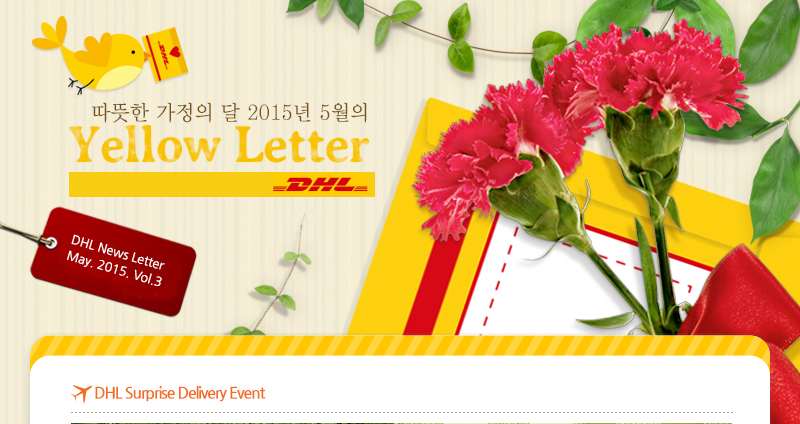 DHL
따뜻한 가정의 달 2015년 5월의
Yellow Letter
DHL
DHL News Letter
May. 2015. Vol.3
DHL Surprise Delivery Event